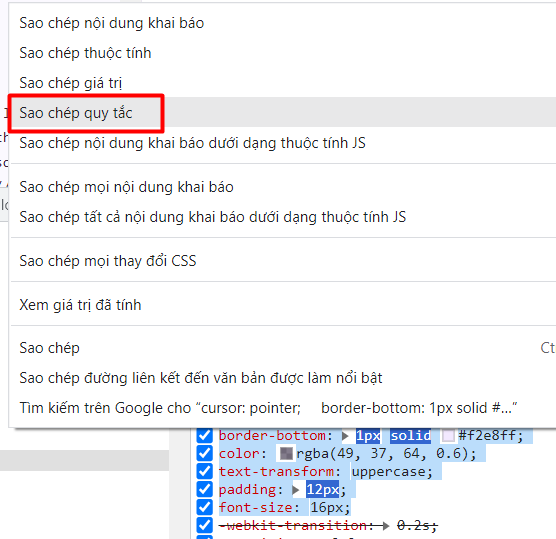 Sao chép nội dung khai báo
Sao chép thuộc tính
Sao chép giá trị
Sao chép quy tắc
Sao chép nội dung khai báo dưới dạng thuộc tính JS
Sao chép mọi nội dung khai báo
Sao chép tất cả nội dung khai báo dưới dạng thuộc tính JS
Sao chép mọi thay đổi CSS
Xem giá trị đã tính
Sao chép Ct
Sao chép đường liên kết đến văn bản được làm nổi bật
Tìm kiếm trên Google cho “cursor: pointer; border-bottom: 1px solid #...”
border-bottom: 1px solid #f2e8ff;
color: rgba(49, 37, 64, 0.6);
text-transform: uppercase;
padding: 12px;
font-size: 16px;
-webkit-transition: 0.2s;